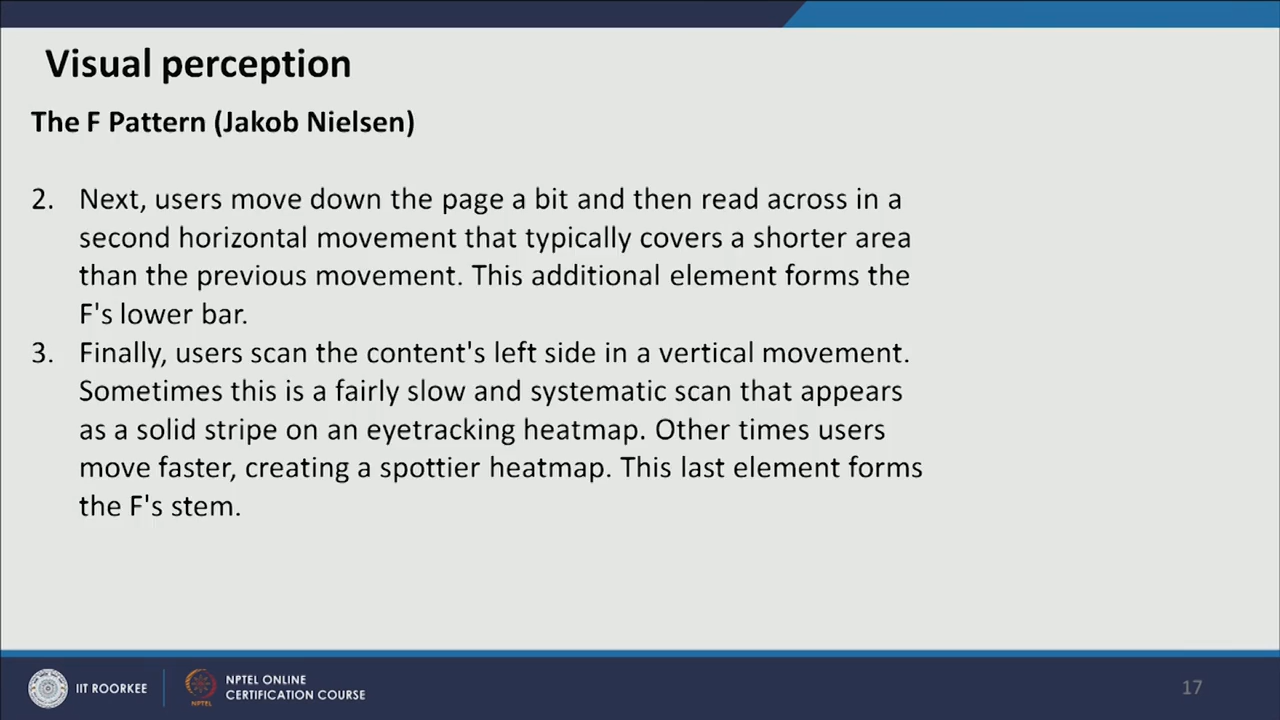 Visual perception
The F Pattern (Jakob Nielsen)
2. Next, users move down the page a bit and then read across in a
second horizontal movement that typically covers a shorter area
than the previous movement. This additional element forms the
F's lower bar.
3. Finally, users scan the content's left side in a vertical movement.
Sometimes this is a fairly slow and systematic scan that appears
as a solid stripe on an eyetracking heatmap. Other times users
move faster, creating a spottier heatmap. This last element forms
the F's stem.
IIT ROORKEE
NPTEL
NPTEL ONLINE
CERTIFICATION COURSE
17